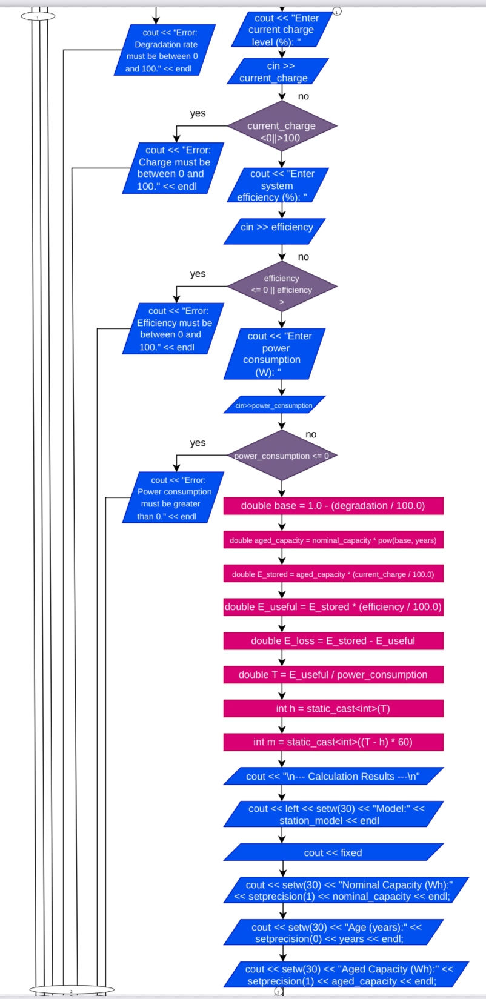 1
cout << "Error:
Degradation rate
must be between 0
and 100." << endl
1
cout << "Enter
current charge
level (%): "
cin >>
current_charge
no
yes
current_charge
<0||>100
cout << "Error:
Charge must be
between 0 and
100." << endl
cout << "Enter
system
efficiency (%): "
cin >> efficiency
no
yes
efficiency
<= 0 || efficiency
>
cout << "Error:
Efficiency must be
between 0 and
100." << endl
cout << "Enter
power
consumption
(W): "
cin>>power_consumption
no
yes
power_consumption <= 0
cout << "Error:
Power consumption
must be greater
than 0." << endl
double base = 1.0 - (degradation / 100.0)
double aged_capacity = nominal_capacity * pow(base, years)
double E_stored = aged_capacity * (current_charge / 100.0)
double E_useful = E_stored * (efficiency / 100.0)
double E_loss = E_stored - E_useful
double T = E_useful / power_consumption
int h = static_cast<int>(T)
int m = static_cast<int>((T - h) * 60)
cout << "\n--- Calculation Results ---\n"
cout << left << setw(30) << "Model:" <<
station_model << endl
cout << fixed
cout << setw(30) << "Nominal Capacity (Wh):"
<< setprecision(1) << nominal_capacity << endl;
cout << setw(30) << "Age (years):" <<
setprecision(0) << years << endl;
cout << setw(30) << "Aged Capacity (Wh):" <<
setprecision(1) << aged_capacity << endl;
2
2